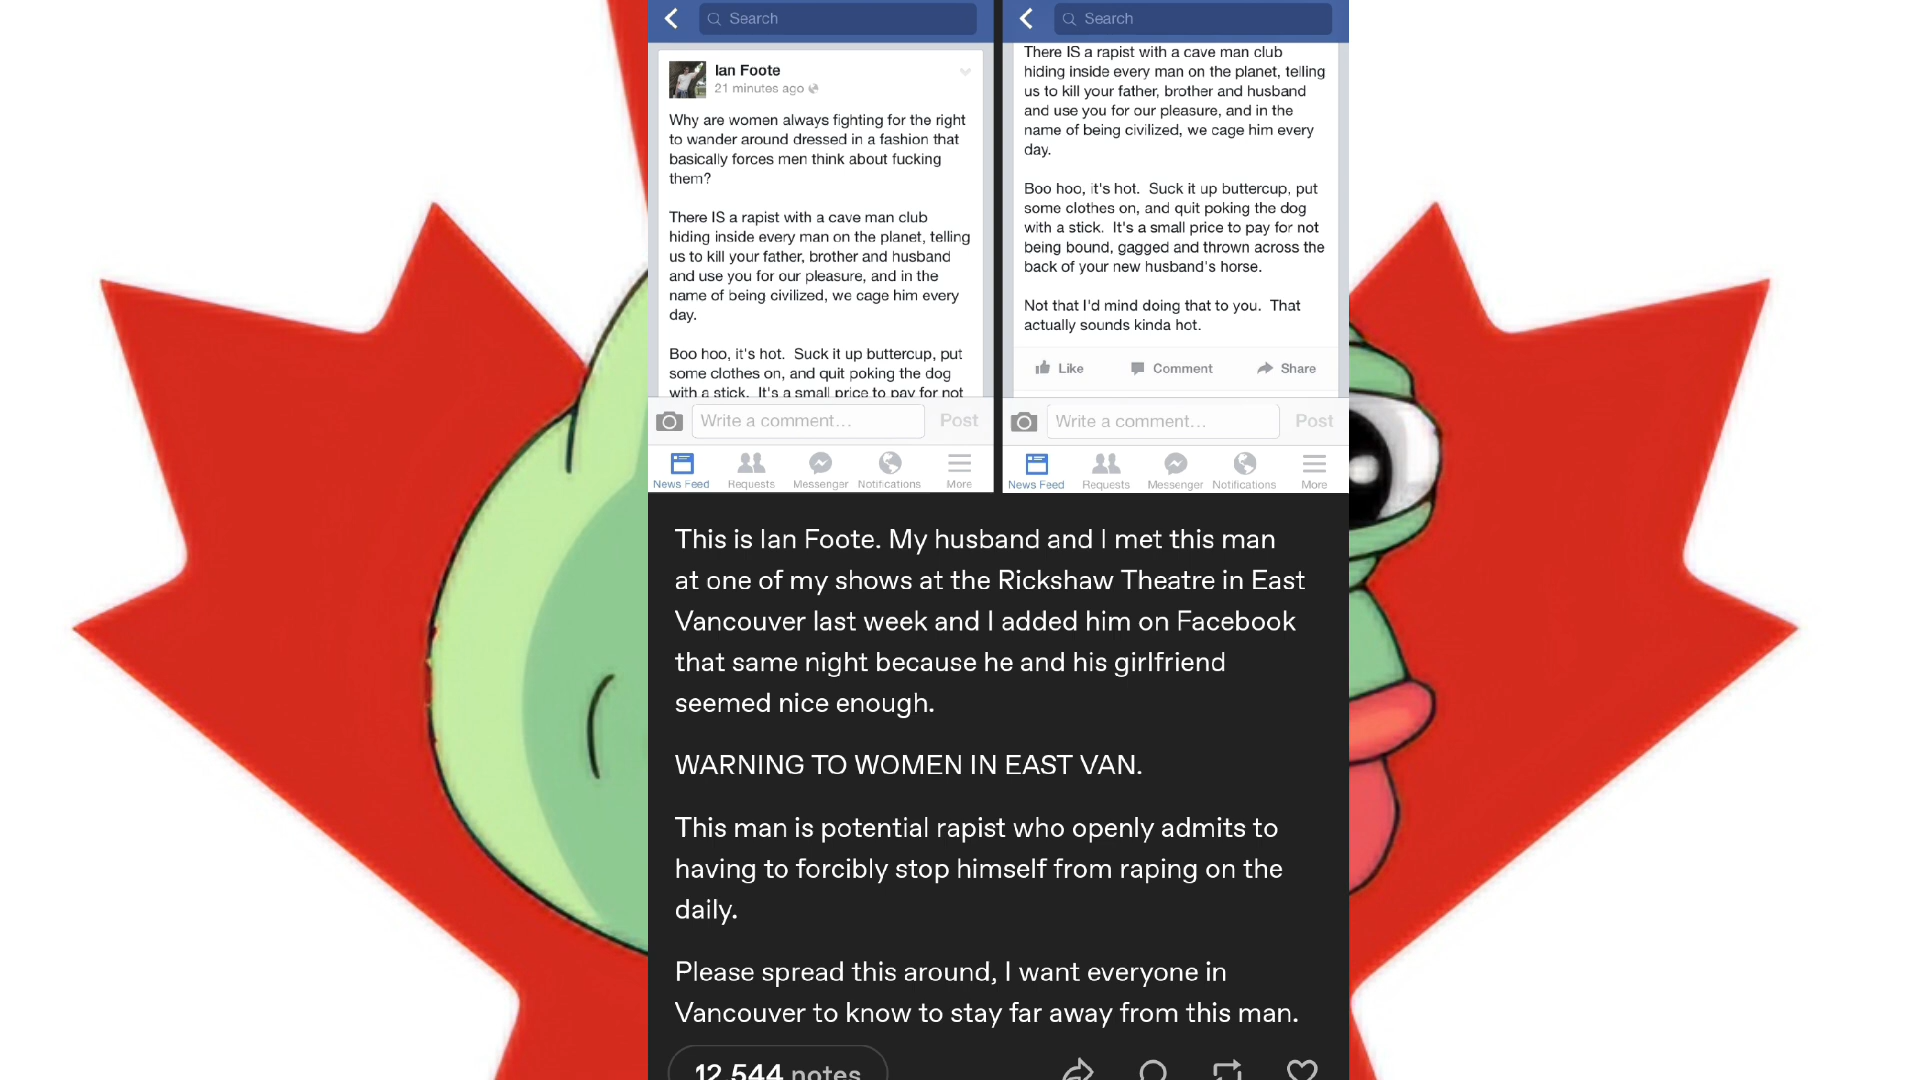 Search
Ian Foote
21 minutes ago
Why are women always fighting for the right
to wander around dressed in a fashion that
basically forces men think about fucking
them?
There IS a rapist with a cave man club
hiding inside every man on the planet, telling
us to kill your father, brother and husband
and use you for our pleasure, and in the
name of being civilized, we cage him every
day.
Boo hoo, it's hot.  Suck it up buttercup, put
some clothes on, and quit poking the dog
with a stick.  It's a small price to pay for not
Write a comment...
Post
News Feed
Requests
Messenger
Notifications
More
Search
There IS a rapist with a cave man club
hiding inside every man on the planet, telling
us to kill your father, brother and husband
and use you for our pleasure, and in the
name of being civilized, we cage him every
day.
Boo hoo, it's hot.  Suck it up buttercup, put
some clothes on, and quit poking the dog
with a stick.  It's a small price to pay for not
being bound, gagged and thrown across the
back of your new husband's horse.
Not that I'd mind doing that to you.  That
actually sounds kinda hot.
Like
Comment
Share
Write a comment...
Post
News Feed
Requests
Messenger
Notifications
More
This is Ian Foote. My husband and I met this man
at one of my shows at the Rickshaw Theatre in East
Vancouver last week and I added him on Facebook
that same night because he and his girlfriend
seemed nice enough.
WARNING TO WOMEN IN EAST VAN.
This man is potential rapist who openly admits to
having to forcibly stop himself from raping on the
daily.
Please spread this around, I want everyone in
Vancouver to know to stay far away from this man.
12,544 notes